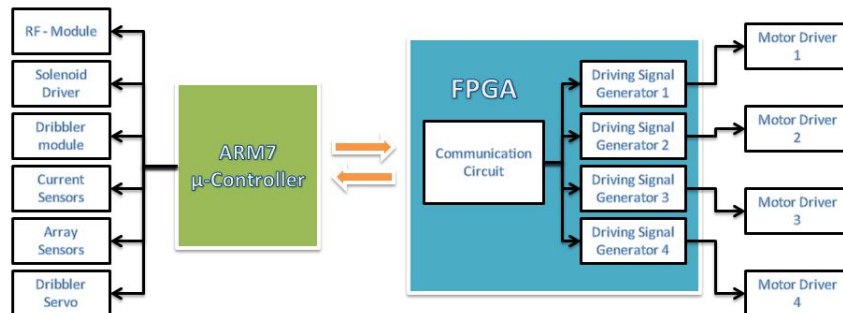 RF - Module
Solenoid
Driver
Dribbler
module
Current
Sensors
Array
Sensors
Dribbler
Servo
ARM7
μ-Controller
FPGA
Communication
Circuit
Driving Signal
Generator 1
Driving Signal
Generator 2
Driving Signal
Generator 3
Driving Signal
Generator 4
Motor Driver
1
Motor Driver
2
Motor Driver
3
Motor Driver
4